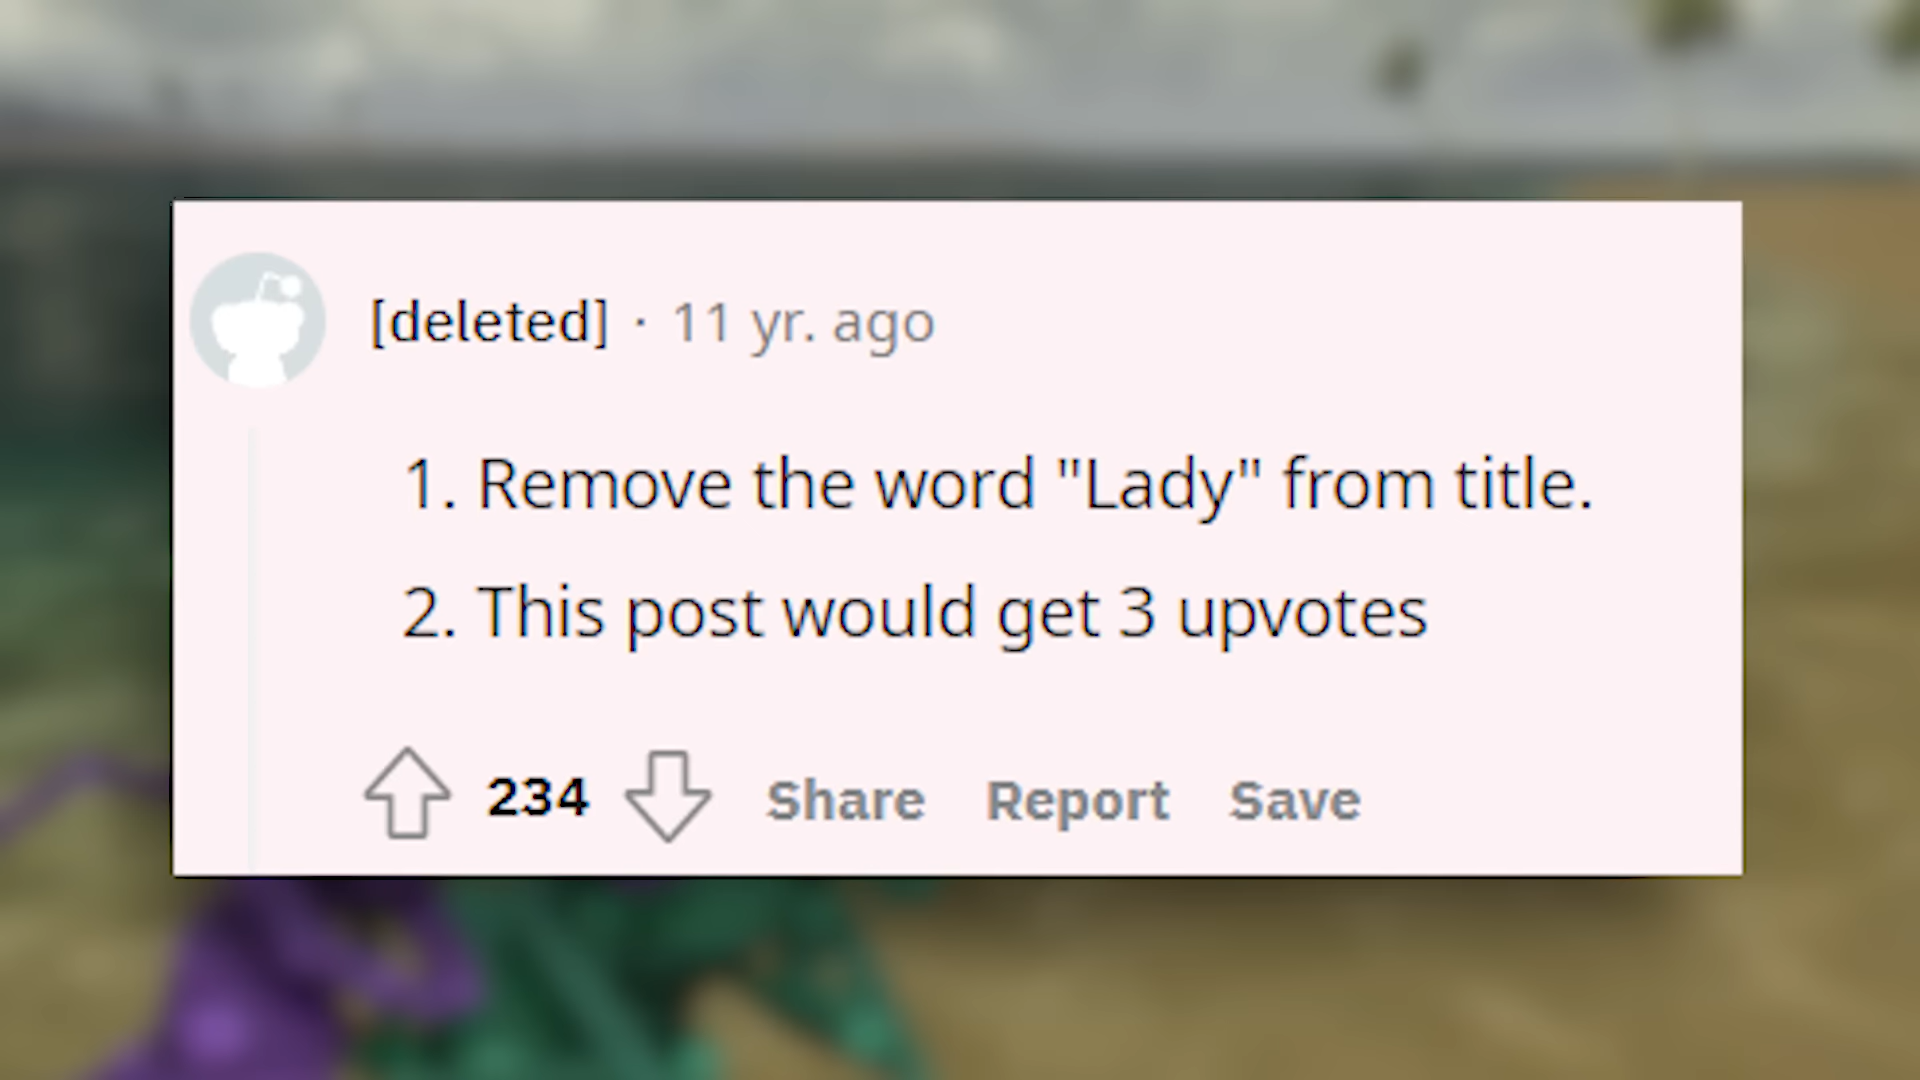 [deleted] · 11 yr. ago
1. Remove the word "Lady" from title.
2. This post would get 3 upvotes
234 Share Report Save